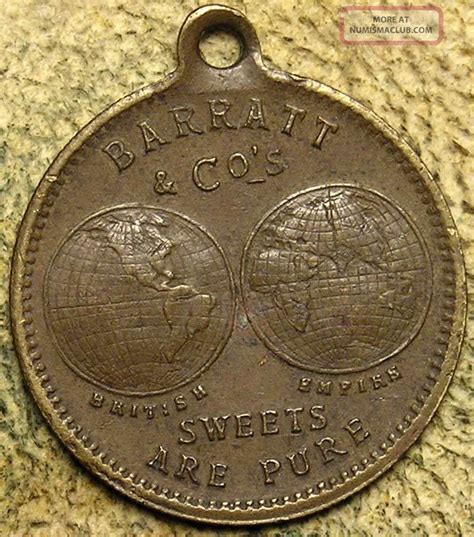 MORE AT
NUMISMACLUB.COM
BARRATT
& Co's
BRITISH EMPIRE
SWEETS
ARE PURE